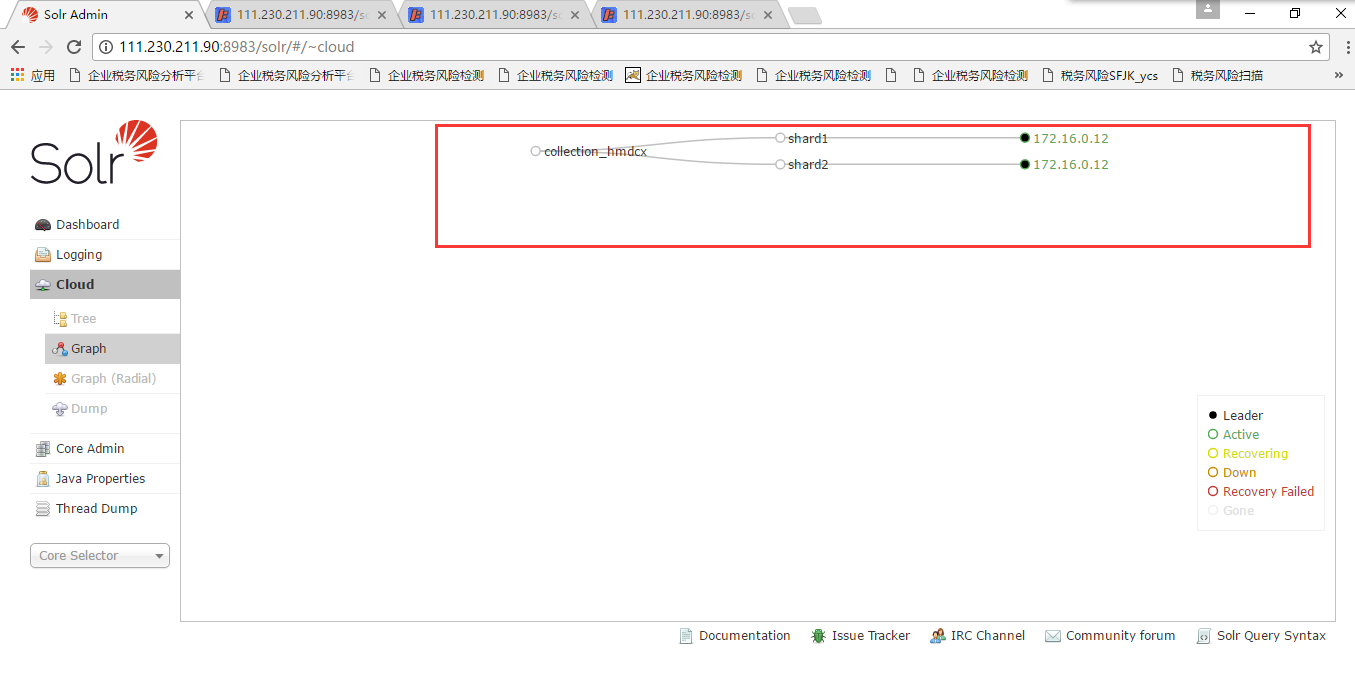 Solr Admin
111.230.211.90:8983/s
111.230.211.90:8983/s
111.230.211.90:8983/s
111.230.211.90:8983/solr/#/~cloud
应用 企业税务风险分析平台 企业税务风险分析平台 企业税务风险检测 企业税务风险检测 企业税务风险检测 企业税务风险检测 企业税务风险检测 税务风险SFJK_ycs 税务风险扫描 »
Solr
Dashboard
Logging
Cloud
Tree
Graph
Graph (Radial)
Dump
Core Admin
Java Properties
Thread Dump
Core Selector
collection_hmdcx
shard1
172.16.0.12
shard2
172.16.0.12
Leader
Active
Recovering
Down
Recovery Failed
Gone
Documentation Issue Tracker IRC Channel Community forum Solr Query Syntax